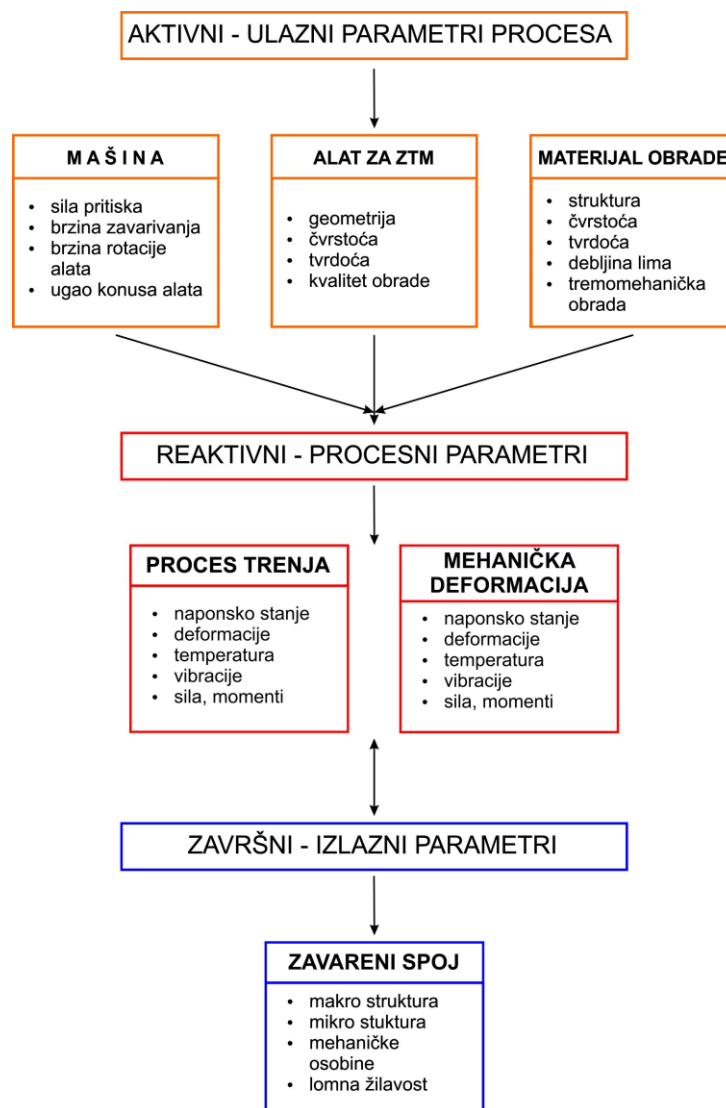 AKTIVNI - ULAZNI PARAMETRI PROCESA
M A Š I N A
• sila pritiska
• brzina zavarivanja
• brzina rotacije
alata
• ugao konusa alata
ALAT ZA ZTM
• geometrija
• čvrstoća
• tvrdoća
• kvalitet obrade
MATERIJAL OBRADE
• struktura
• čvrstoća
• tvrdoća
• debljina lima
• tremomehanička
obrada
REAKTIVNI - PROCESNI PARAMETRI
PROCES TRENJA
• naponsko stanje
• deformacije
• temperatura
• vibracije
• sila, momenti
MEHANIČKA
DEFORMACIJA
• naponsko stanje
• deformacije
• temperatura
• vibracije
• sila, momenti
ZAVRŠNI - IZLAZNI PARAMETRI
ZAVARENI SPOJ
• makro struktura
• mikro stuktura
• mehaničke
osobine
• lomna žilavost